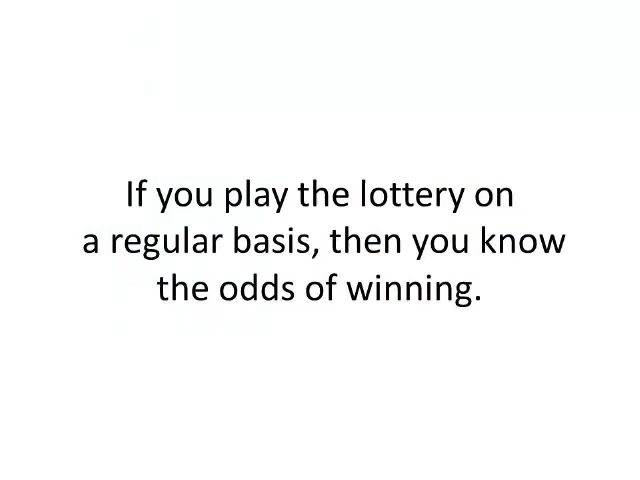 If you play the lottery on
a regular basis, then you know
the odds of winning.